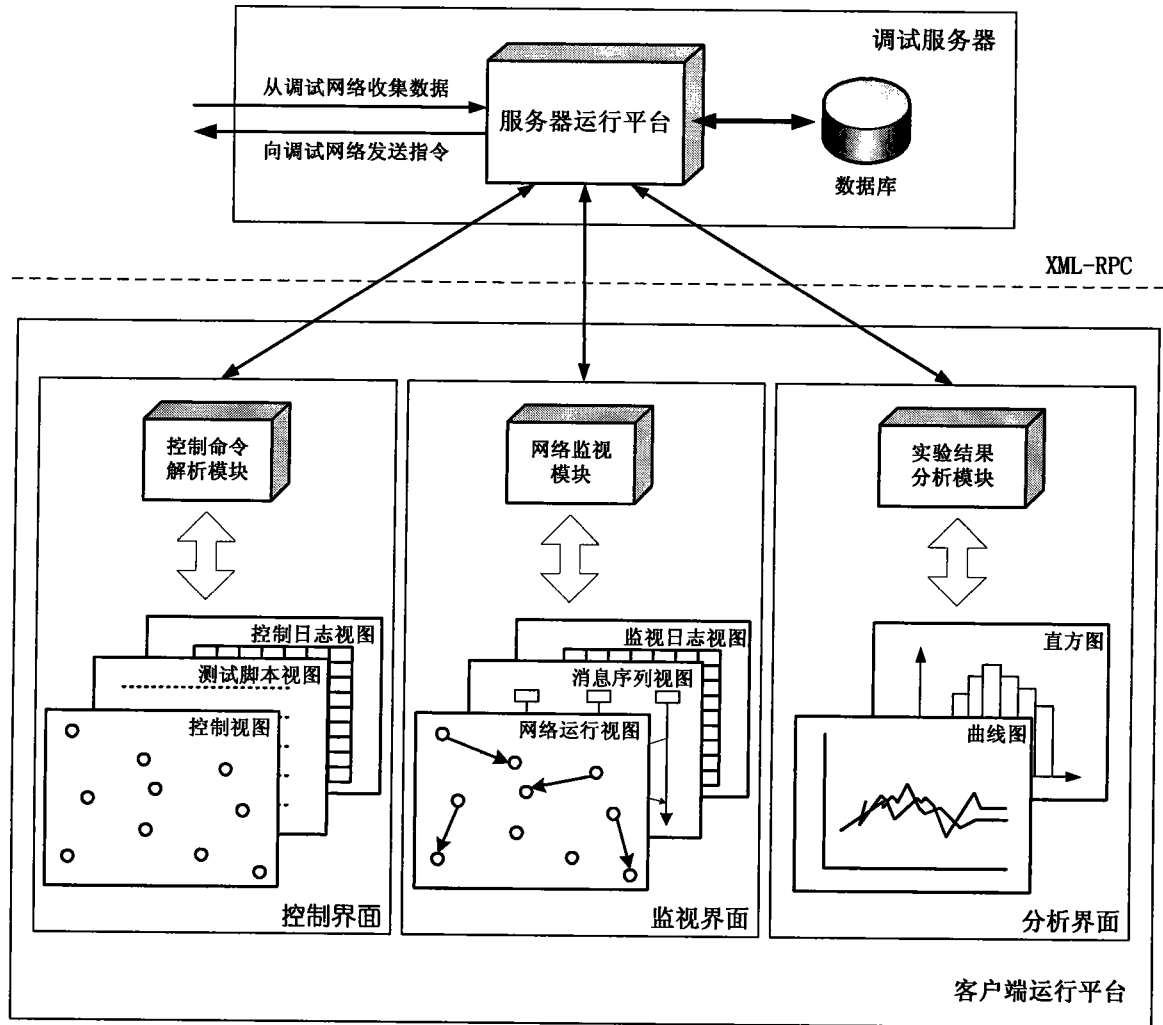 调试服务器
从调试网络收集数据
服务器运行平台
向调试网络发送指令
数据库
XML-RPC
控制命令
解析模块
网络监视
模块
实验结果
分析模块
控制日志视图
测试脚本视图
控制视图
监视日志视图
消息序列视图
网络运行视图
直方图
曲线图
控制界面
监视界面
分析界面
客户端运行平台